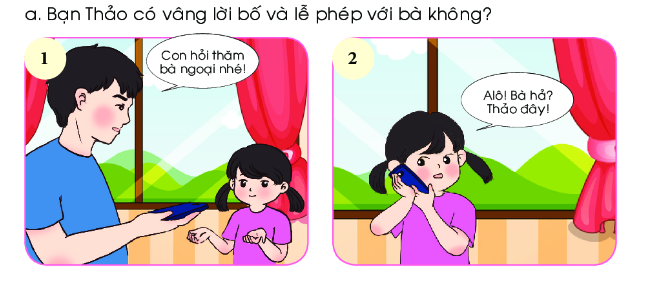 a. Bạn Thảo có vâng lời bố và lễ phép với bà không?
1
Con hỏi thăm
bà ngoại nhé!
2
Alô! Bà hả?
Thảo đây!